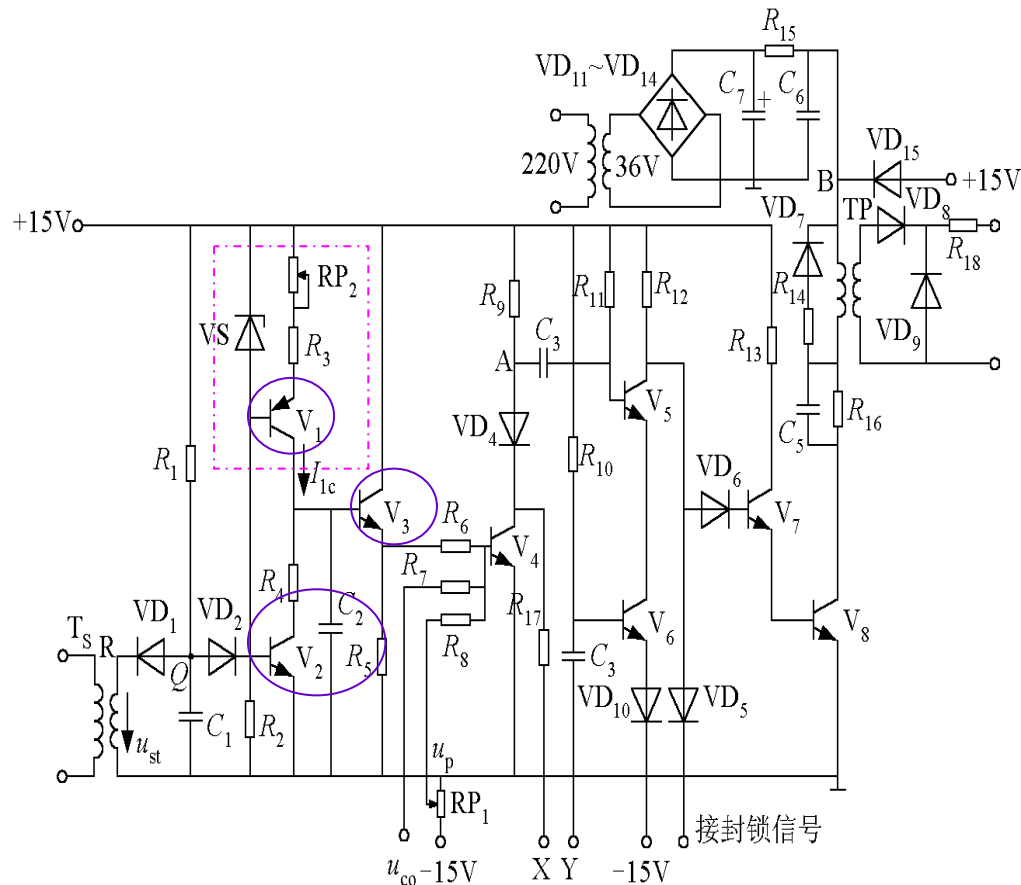 R15
VD11~VD14
C7
+
C6
VD15
220V
36V
B
+15V
+15V
VD7
TP
VD8
R18
RP2
R9
R11
R12
R14
VD9
VS
R3
C3
R13
A
V1
VD4
V5
C5
R16
R1
I1c
R10
VD6
V3
R6
V4
V7
R4
C2
R7
R17
TS
R
VD1
VD2
R8
V6
V8
Q
V2
R5
C3
ust
C1
R2
VD10
VD5
up
RP1
接封锁信号
uco
-15V
X
Y
-15V